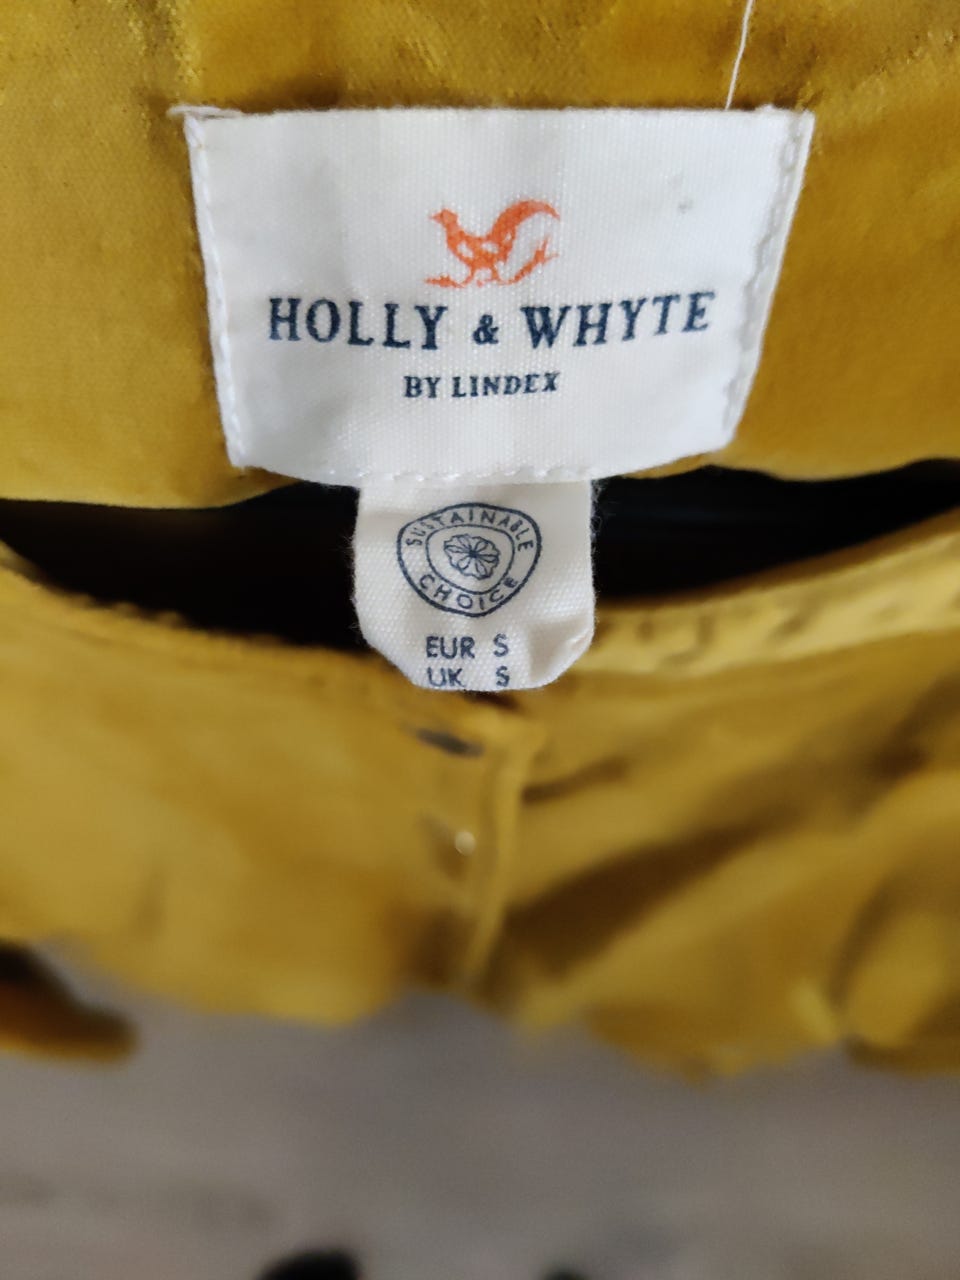 HOLLY & WHYTE
BY LINDEX
SUSTAINABLE
CHOICE
EUR S
UK S